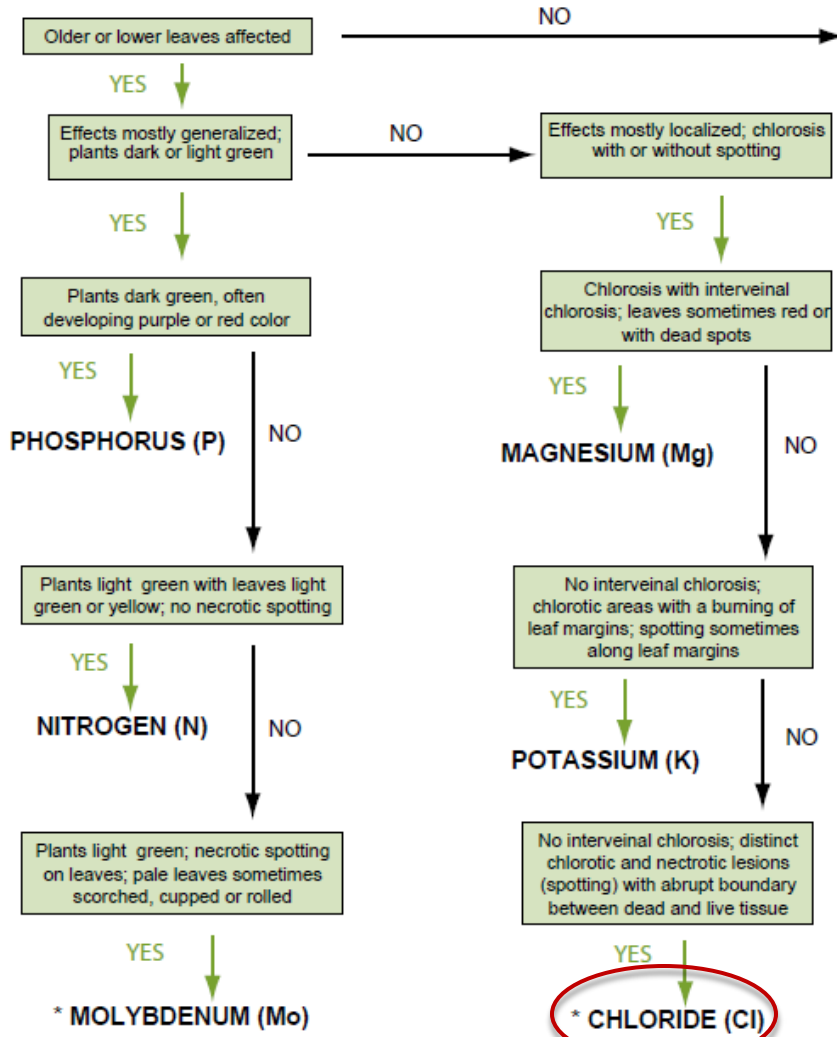 NO
Older or lower leaves affected
YES
Effects mostly generalized;
plants dark or light green
NO
Effects mostly localized; chlorosis
with or without spotting
YES
YES
Plants dark green, often
developing purple or red color
Chlorosis with interveinal
chlorosis; leaves sometimes red or
with dead spots
YES
NO
PHOSPHORUS (P)
YES
NO
MAGNESIUM (Mg)
Plants light green with leaves light
green or yellow; no necrotic spotting
No interveinal chlorosis;
chlorotic areas with a burning of
leaf margins; spotting sometimes
along leaf margins
YES
NO
NITROGEN (N)
YES
NO
POTASSIUM (K)
Plants light green; necrotic spotting
on leaves; pale leaves sometimes
scorched, cupped or rolled
No interveinal chlorosis; distinct
chlorotic and nectrotic lesions
(spotting) with abrupt boundary
between dead and live tissue
YES
YES
* MOLYBDENUM (Mo)
* CHLORIDE (Cl)